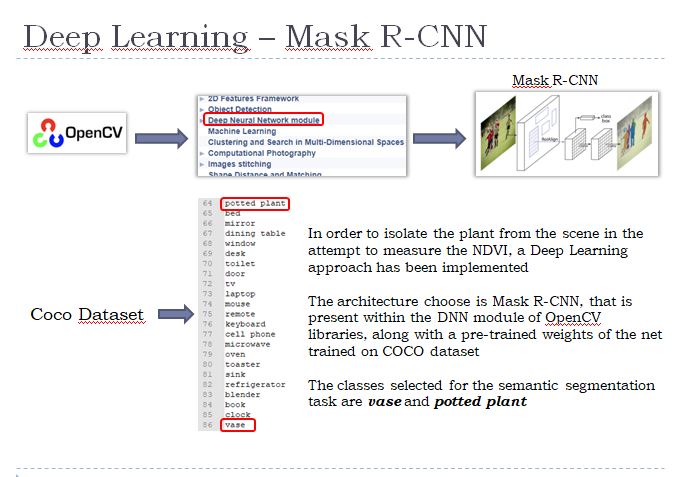 Deep Learning – Mask R-CNN
Mask R-CNN
OpenCV
2D Features Framework
Object Detection
Deep Neural Network module
Machine Learning
Clustering and Search in Multi-Dimensional Spaces
Computational Photography
Images stitching
Shape Distance and Matching
RoIAlign
class
box
64 potted plant
65 bed
66 mirror
67 dining table
68 window
69 desk
70 toilet
71 door
72 tv
73 laptop
74 mouse
75 remote
76 keyboard
77 cell phone
78 microwave
79 oven
80 toaster
81 sink
82 refrigerator
83 blender
84 book
85 clock
86 vase
Coco Dataset
In order to isolate the plant from the scene in the
attempt to measure the NDVI, a Deep Learning
approach has been implemented
The architecture choose is Mask R-CNN, that is
present within the DNN module of OpenCV
libraries, along with a pre-trained weights of the net
trained on COCO dataset
The classes selected for the semantic segmentation
task are vase and potted plant